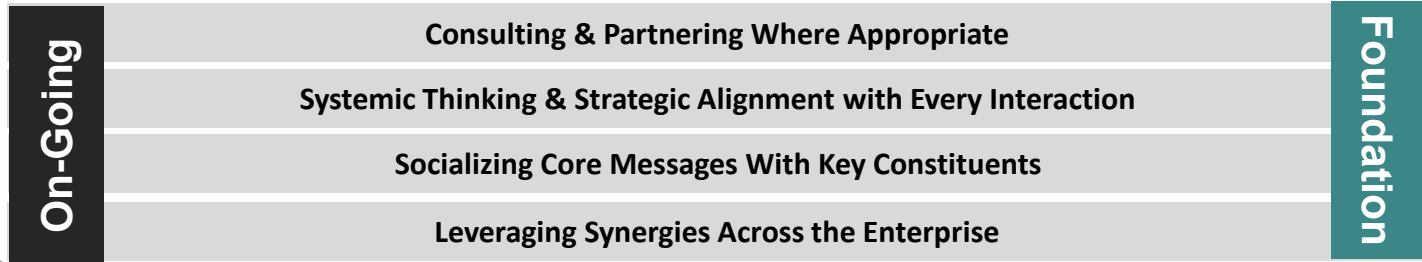 On-Going
Consulting & Partnering Where Appropriate
Systemic Thinking & Strategic Alignment with Every Interaction
Socializing Core Messages With Key Constituents
Leveraging Synergies Across the Enterprise
Foundation